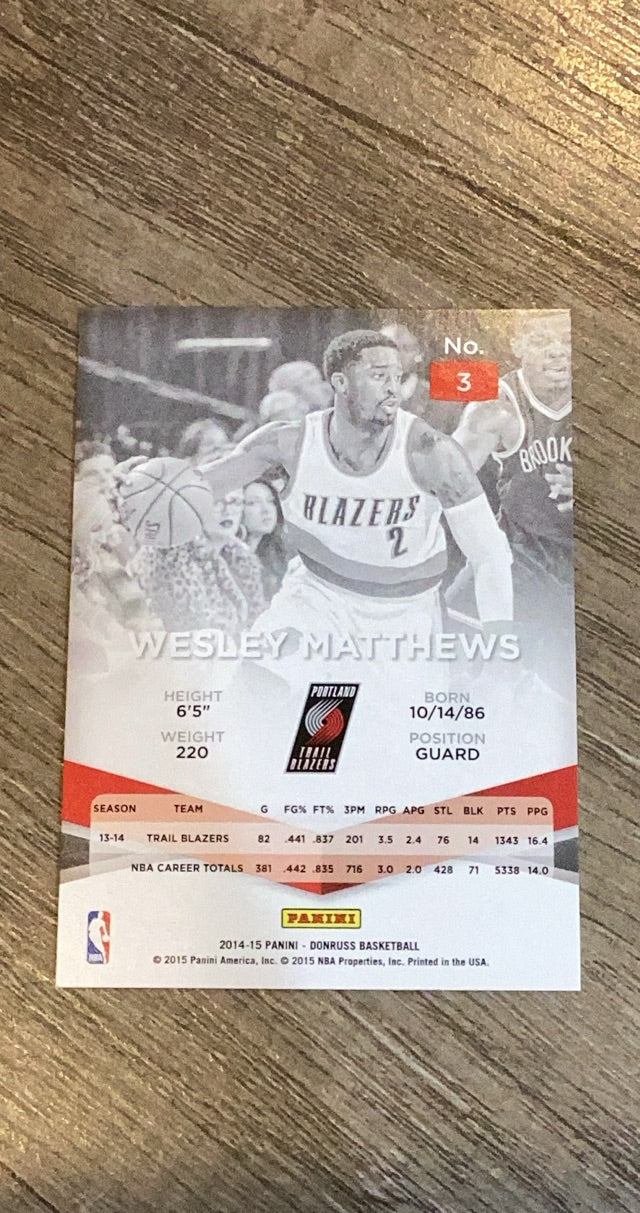 No.
3
BROOK
BLAZERS
2
WESLEY MATTHEWS
HEIGHT
6'5"
WEIGHT
220
PORTLAND
TRAIL
BLAZERS
BORN
10/14/86
POSITION
GUARD
SEASON TEAM G FG% FT% 3PM RPG APG STL BLK PTS PPG
13-14 TRAIL BLAZERS 82 .441 .837 201 3.5 2.4 76 14 1343 16.4
NBA CAREER TOTALS 381 .442 .835 716 3.0 2.0 428 71 5338 14.0
PANINI
NBA
2014-15 PANINI - DONRUSS BASKETBALL
© 2015 Panini America, Inc. © 2015 NBA Properties, Inc. Printed in the USA.